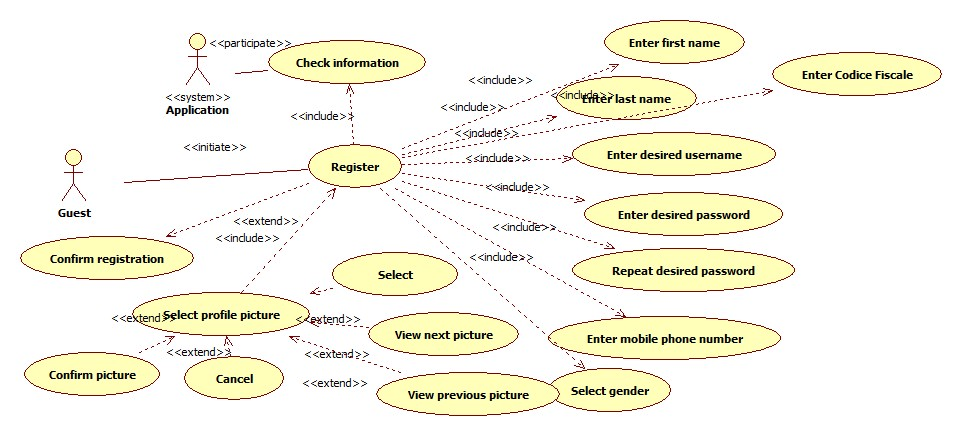 Enter first name
<<participate>>
Check information
Enter Codice Fiscale
<<include>>
<<system>>
Application
<<include>>
Enter last name
<<include>>
<<include>>
<<include>>
<<initiate>>
Register
<<include>>
Enter desired username
<<include>>
Guest
Enter desired password
<<extend>>
<<include>>
<<include>>
Confirm registration
<<include>>
Repeat desired password
Select
Select profile picture
<<extend>>
<<extend>>
View next picture
Enter mobile phone number
<<extend>>
<<extend>>
Confirm picture
Cancel
<<extend>>
View previous picture
Select gender